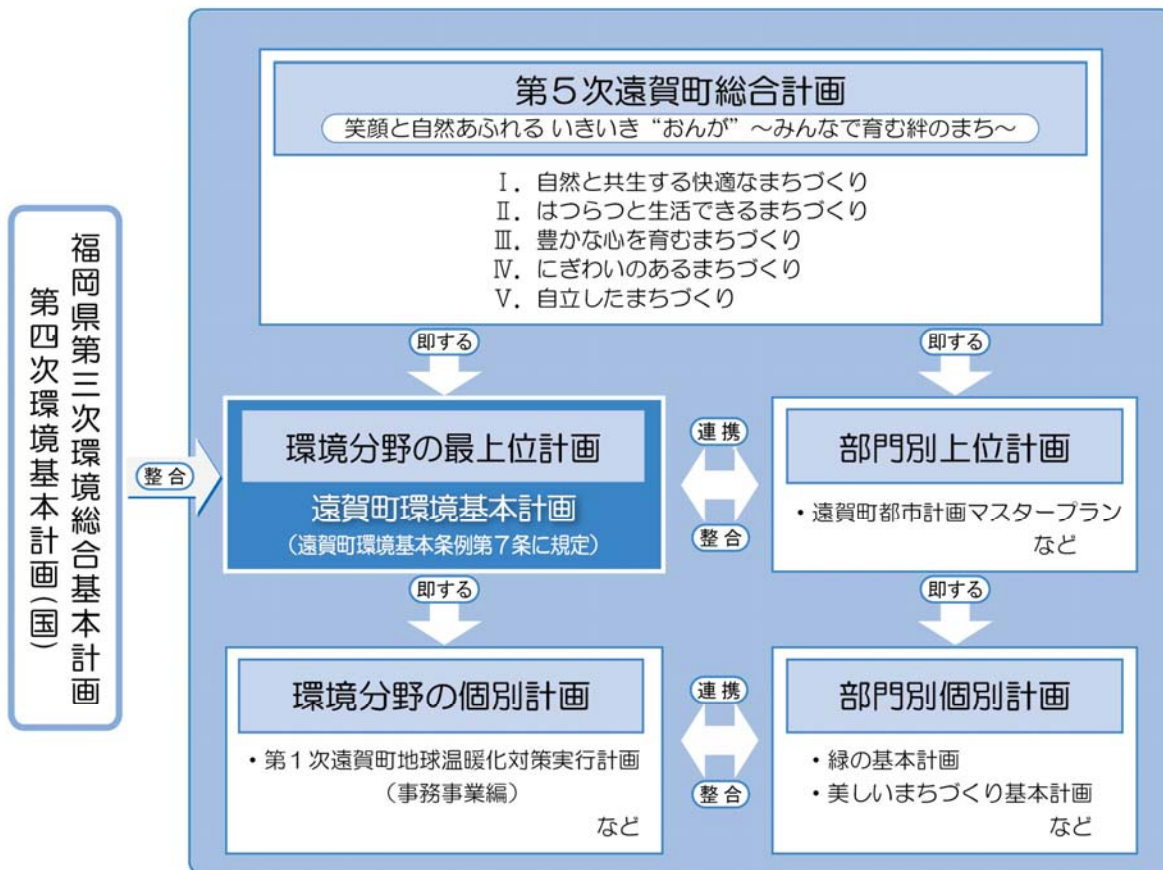 第5次遠賀町総合計画
笑顔と自然あふれる いきいき “おんが” ～みんなで育む絆のまち～
Ⅰ．自然と共生する快適なまちづくり
Ⅱ．はつらつと生活できるまちづくり
Ⅲ．豊かな心を育むまちづくり
Ⅳ．にぎわいのあるまちづくり
Ⅴ．自立したまちづくり
福岡県第三次環境総合基本計画
第四次環境基本計画（国）
整合
即する
即する
環境分野の最上位計画
遠賀町環境基本計画
（遠賀町環境基本条例第7条に規定）
連携
整合
部門別上位計画
・遠賀町都市計画マスタープラン
など
即する
即する
環境分野の個別計画
・第1次遠賀町地球温暖化対策実行計画
（事務事業編）
など
連携
整合
部門別個別計画
・緑の基本計画
・美しいまちづくり基本計画
など